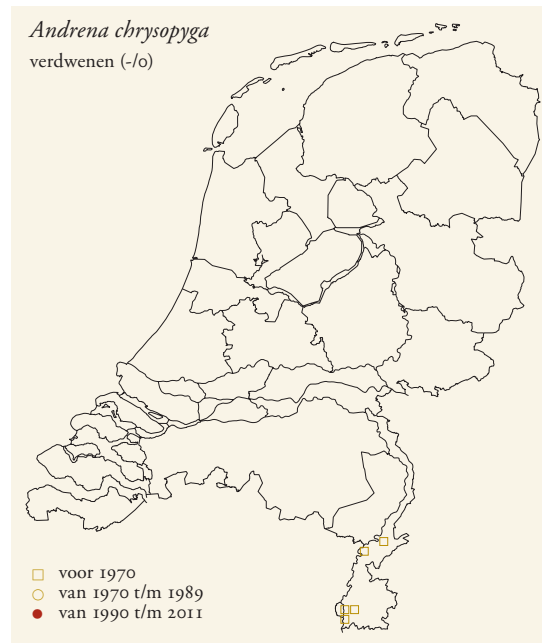 Andrena chrysopyga
verdwenen (-/0)
voor 1970
van 1970 t/m 1989
van 1990 t/m 2011